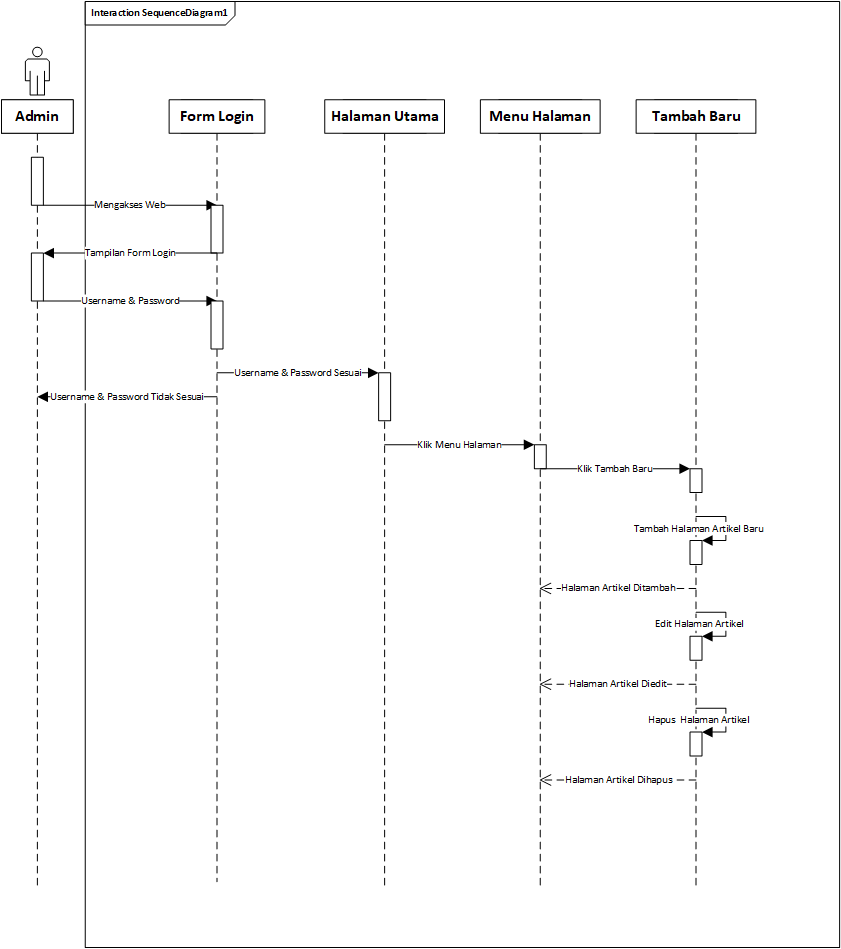 Interaction SequenceDiagram1
Admin
Form Login
Halaman Utama
Menu Halaman
Tambah Baru
Mengakses Web
Tampilan Form Login
Username & Password
Username & Password Sesuai
Username & Password Tidak Sesuai
Klik Menu Halaman
Klik Tambah Baru
Tambah Halaman Artikel Baru
Halaman Artikel Ditambah
Edit Halaman Artikel
Halaman Artikel Diedit
Hapus Halaman Artikel
Halaman Artikel Dihapus